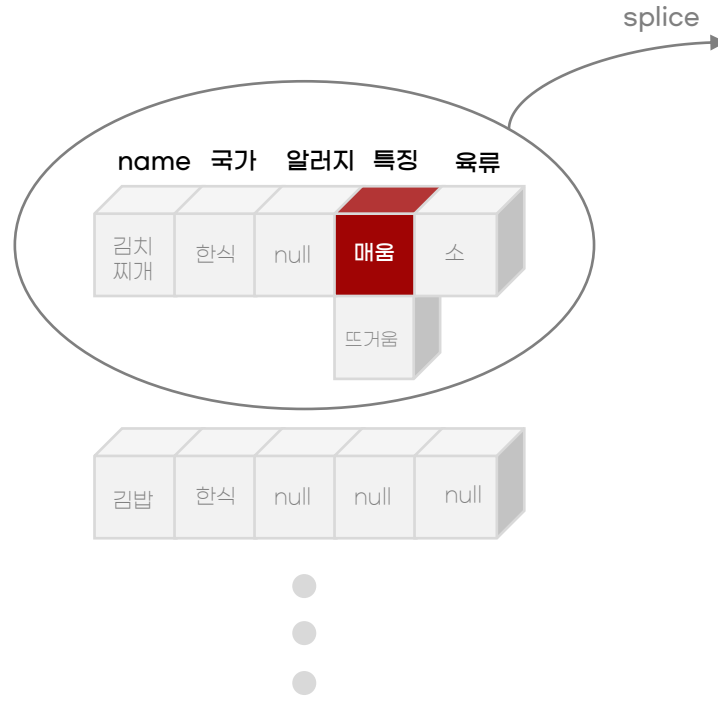 splice
name 국가 알러지 특징 육류
김치
찌개
한식
null
매움
소
뜨거움
김밥
한식
null
null
null